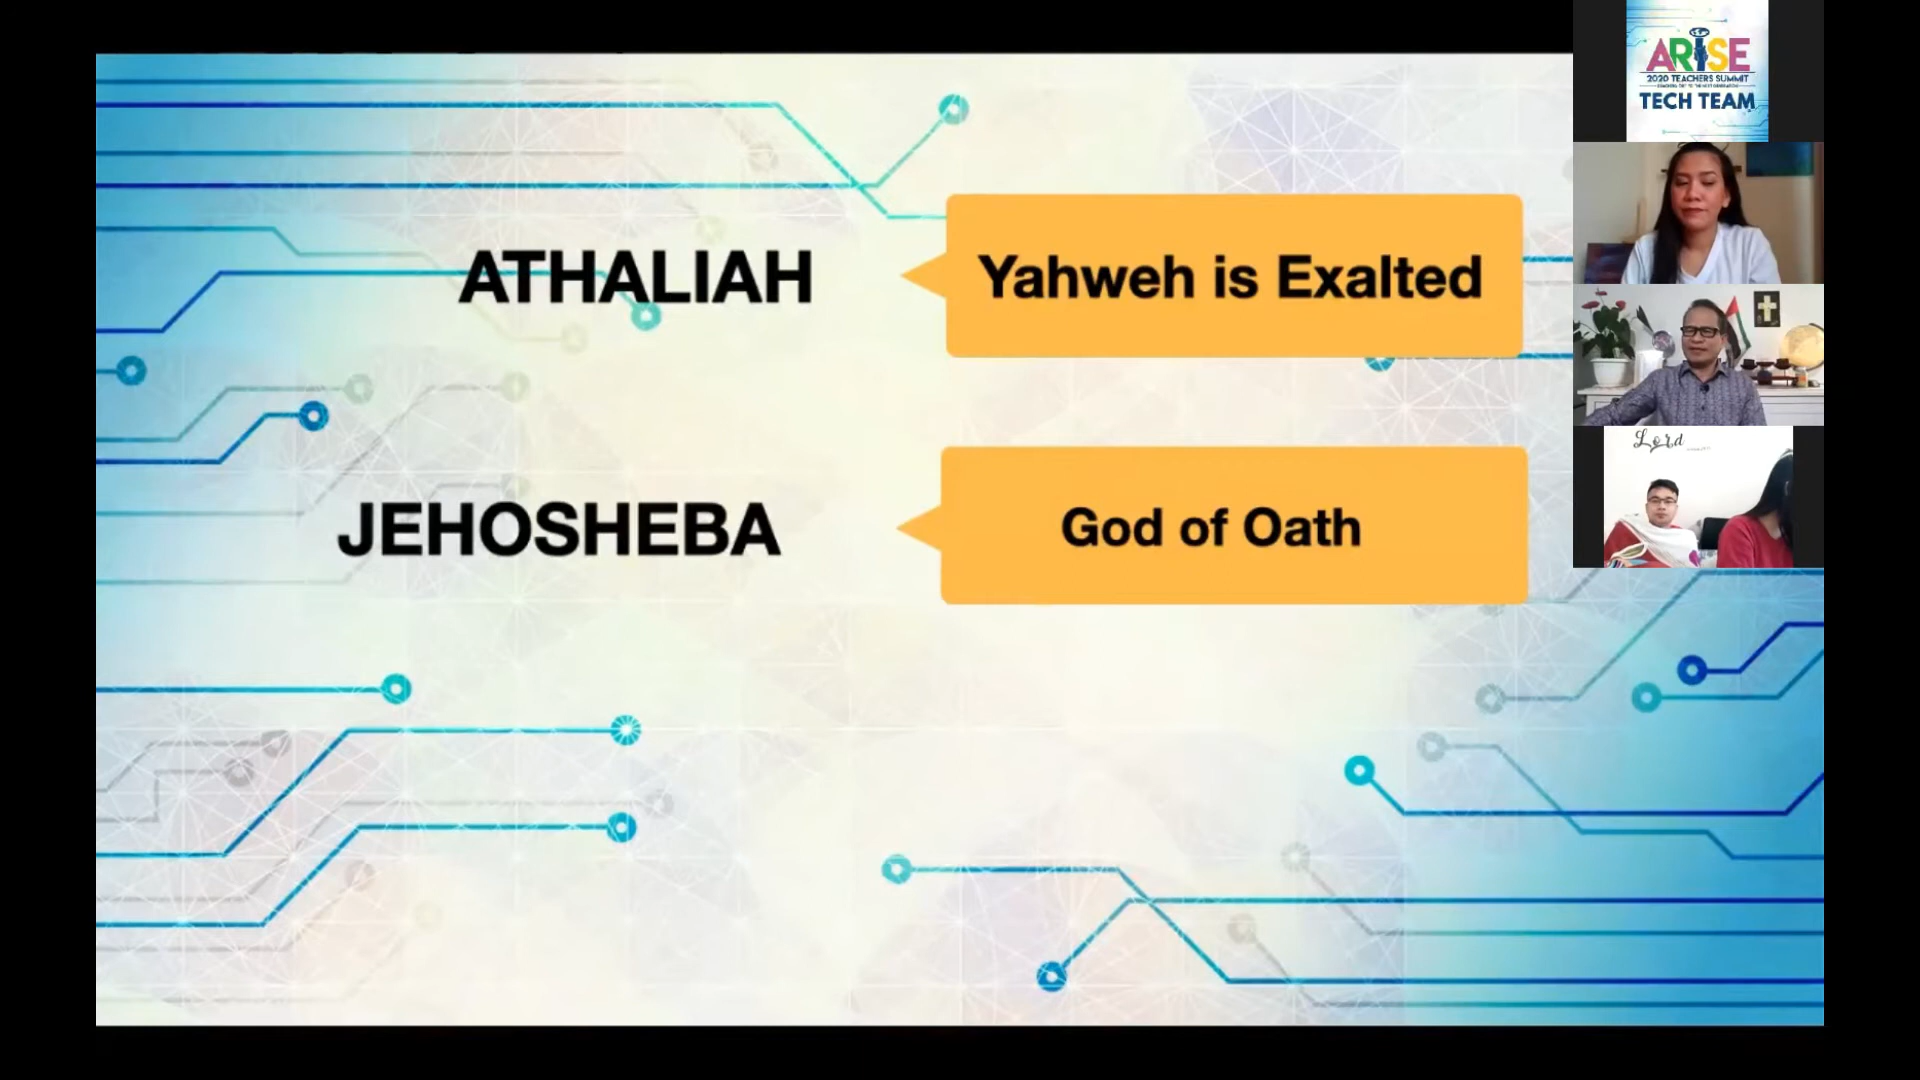 ATHALIAH
Yahweh is Exalted
JEHOSHEBA
God of Oath
ARISE
2020 TEACHERS SUMMIT
TECH TEAM
Lord